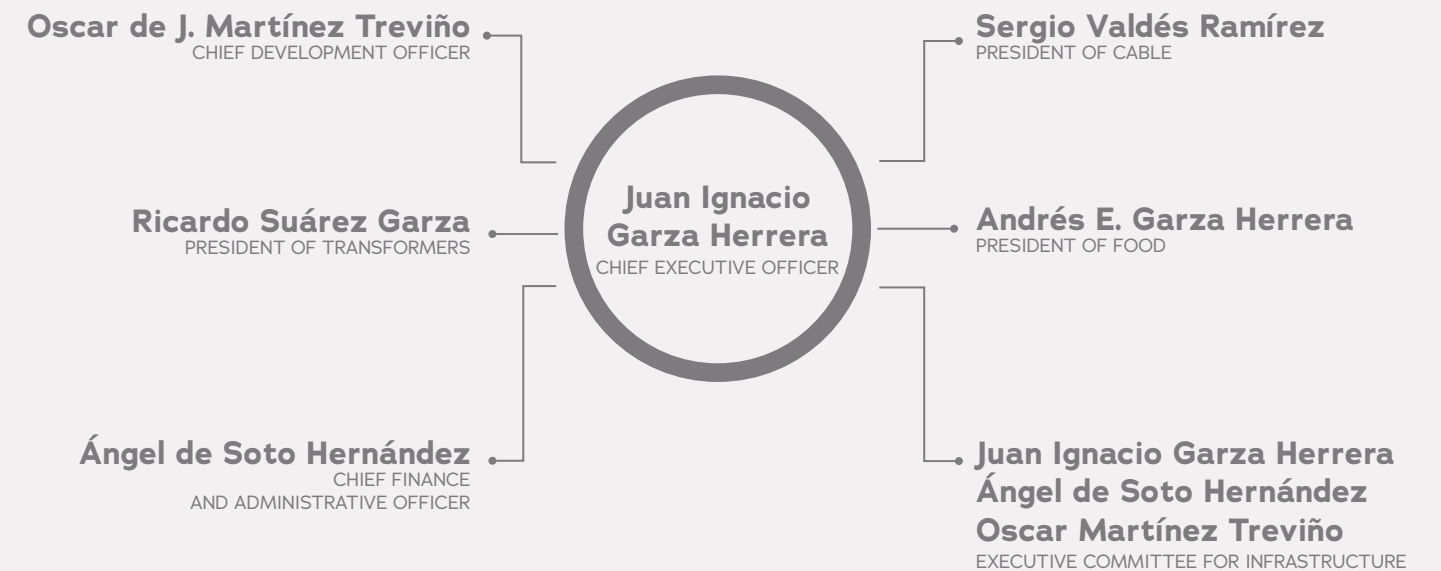 Oscar de J. Martínez Treviño
CHIEF DEVELOPMENT OFFICER
Ricardo Suárez Garza
PRESIDENT OF TRANSFORMERS
Ángel de Soto Hernández
CHIEF FINANCE
AND ADMINISTRATIVE OFFICER
Juan Ignacio
Garza Herrera
CHIEF EXECUTIVE OFFICER
Sergio Valdés Ramírez
PRESIDENT OF CABLE
Andrés E. Garza Herrera
PRESIDENT OF FOOD
Juan Ignacio Garza Herrera
Ángel de Soto Hernández
Oscar Martínez Treviño
EXECUTIVE COMMITTEE FOR INFRASTRUCTURE